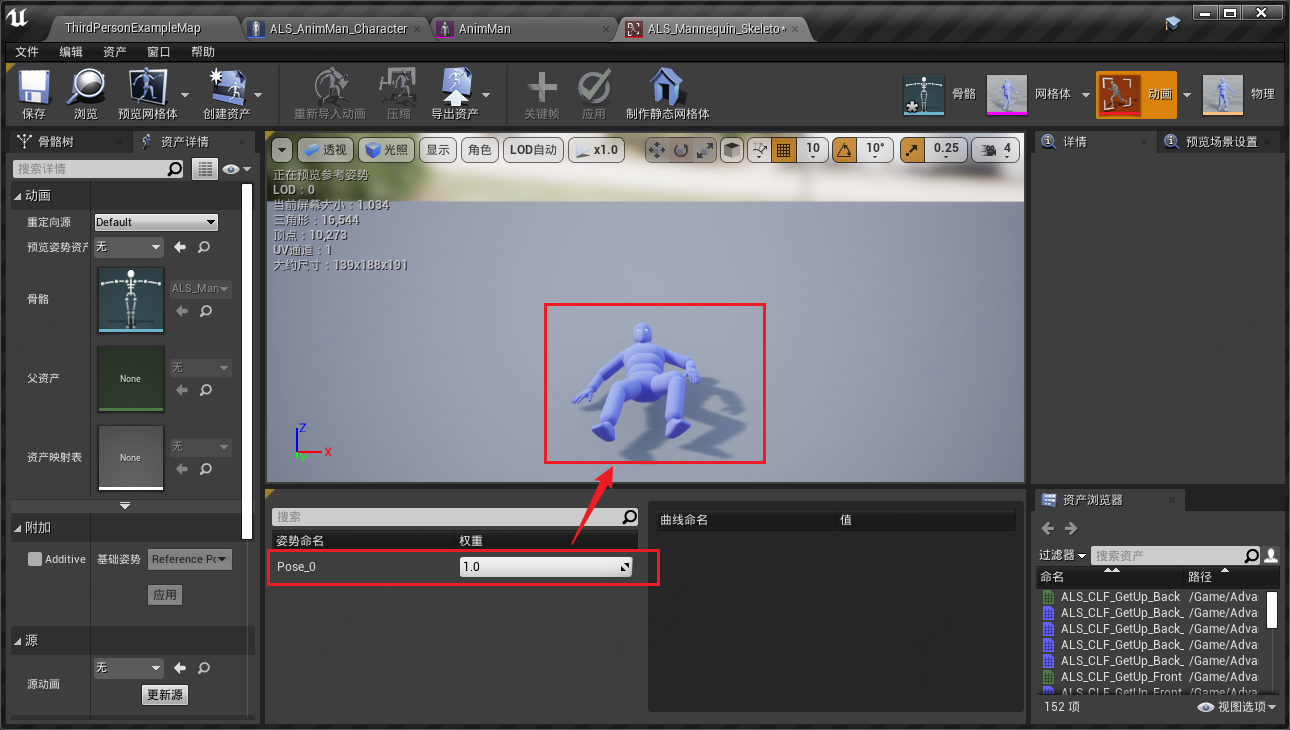 ThirdPersonExampleMap
ALS_AnimMan_Character
AnimMan
ALS_Mannequin_Skeleto*
文件 编辑 资产 窗口 帮助
保存 浏览 预览网格体 创建资产 重新导入动画 压缩 导出资产 关键帧 应用 制作静态网格体
骨骼 网格体 动画 物理
骨骼树 资产详情
搜索详情
动画
重定向源 Default
预览姿势资产 无
骨骼 ALS_Man
父资产 None 无
资产映射表 None 无
附加
Additive 基础姿势 Reference Po
应用
源
源动画 无
更新源
透视 光照 显示 角色 LOD自动 x1.0 10 10° 0.25 4
正在预览参考姿势
LOD：0
当前屏幕大小：1.034
三角形：16,544
顶点：10,273
UV通道：1
大约尺寸：139x188x191
Z
X
搜索
姿势命名 权重
Pose_0 1.0
曲线命名 值
详情 预览场景设置
资产浏览器
过滤器 搜索资产
命名 路径
ALS_CLF_GetUp_Back /Game/Adva
ALS_CLF_GetUp_Back_ /Game/Adva
ALS_CLF_GetUp_Back_ /Game/Adva
ALS_CLF_GetUp_Back_ /Game/Adva
ALS_CLF_GetUp_Back_ /Game/Adva
ALS_CLF_GetUp_Front /Game/Adva
ALS_CLF_GetUp_Front /Game/Adva
152 项 视图选项